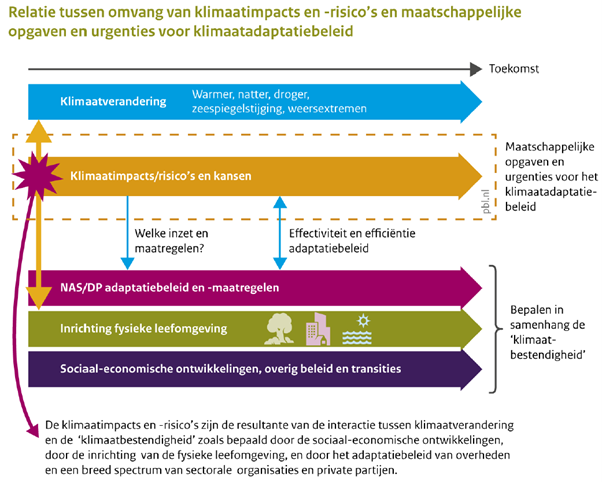 Relatie tussen omvang van klimaatimpacts en -risico's en maatschappelijke
opgaven en urgenties voor klimaatadaptatiebeleid
Toekomst
Klimaatverandering
Warmer, natter, droger,
zeespiegelstijging, weersextremen
Klimaatimpacts/risico's en kansen
pbl.nl
Maatschappelijke
opgaven en
urgenties voor het
klimaatadaptatie-
beleid
Welke inzet en
maatregelen?
Effectiviteit en efficiëntie
adaptatiebeleid
NAS/DP adaptatiebeleid en -maatregelen
Inrichting fysieke leefomgeving
Sociaal-economische ontwikkelingen, overig beleid en transities
Bepalen in
samenhang de
'klimaat-
bestendigheid'
De klimaatimpacts en -risico's zijn de resultante van de interactie tussen klimaatverandering
en de 'klimaatbestendigheid' zoals bepaald door de sociaal-economische ontwikkelingen,
door de inrichting van de fysieke leefomgeving, en door het adaptatiebeleid van overheden
en een breed spectrum van sectorale organisaties en private partijen.